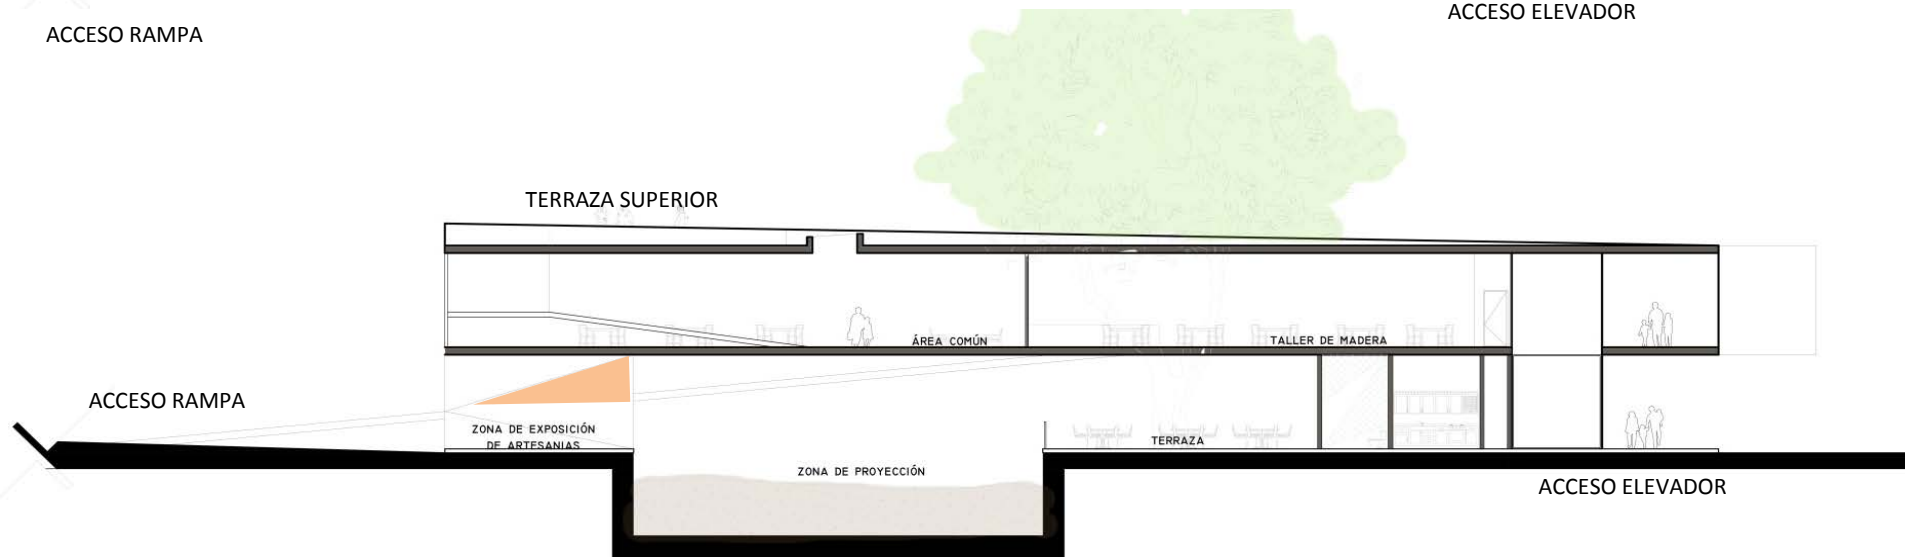 ACCESO ELEVADOR
ACCESO RAMPA
TERRAZA SUPERIOR
ÁREA COMÚN
TALLER DE MADERA
ACCESO RAMPA
ZONA DE EXPOSICIÓN
DE ARTESANIAS
TERRAZA
ZONA DE PROYECCIÓN
ACCESO ELEVADOR